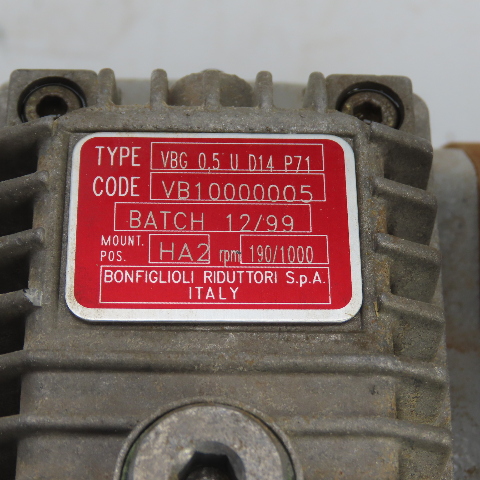 TYPE VBG 0,5 U D14 P71
CODE VB10000005
BATCH 12/99
MOUNT. POS. HA2 rpm 190/1000
BONFIGLIOLI RIDUTTORI S.p.A.
ITALY